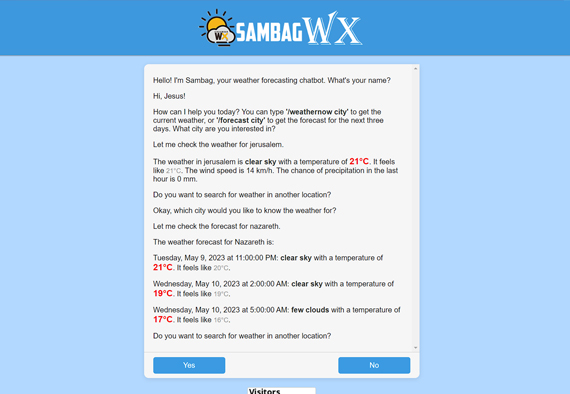 SAMBAG WX
Hello! I'm Sambag, your weather forecasting chatbot. What's your name?
Hi, Jesus!
How can I help you today? You can type '/weathernow city' to get the
current weather, or '/forecast city' to get the forecast for the next three
days. What city are you interested in?
Let me check the weather for jerusalem.
The weather in jerusalem is clear sky with a temperature of 21°C. It feels
like 21°C. The wind speed is 14 km/h. The chance of precipitation in the last
hour is 0 mm.
Do you want to search for weather in another location?
Okay, which city would you like to know the weather for?
Let me check the forecast for nazareth.
The weather forecast for Nazareth is:
Tuesday, May 9, 2023 at 11:00:00 PM: clear sky with a temperature of
21°C. It feels like 20°C.
Wednesday, May 10, 2023 at 2:00:00 AM: clear sky with a temperature of
19°C. It feels like 19°C.
Wednesday, May 10, 2023 at 5:00:00 AM: few clouds with a temperature of
17°C. It feels like 16°C.
Do you want to search for weather in another location?
Yes No
Visitors